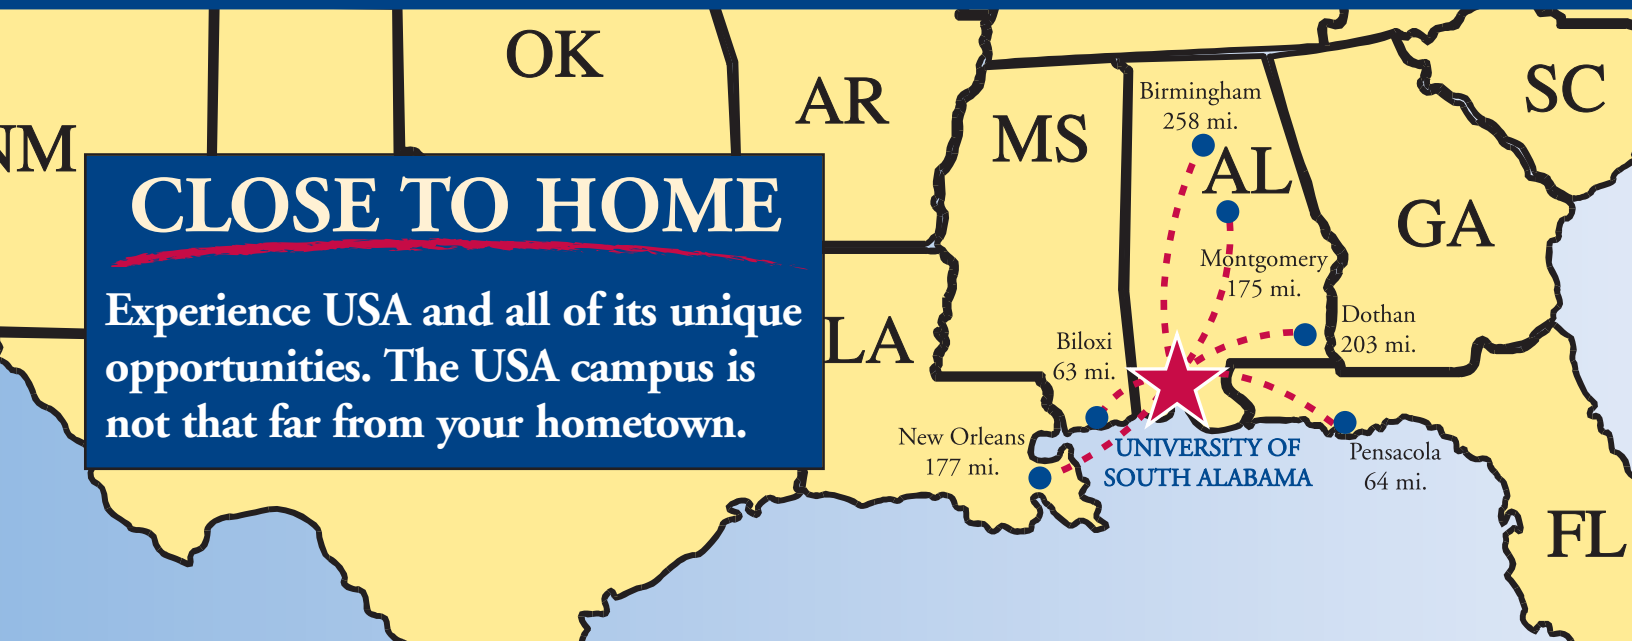 OK
AR
NM
MS
AL
GA
SC
LA
FL
CLOSE TO HOME
Experience USA and all of its unique
opportunities. The USA campus is
not that far from your hometown.
Birmingham
258 mi.
Montgomery
175 mi.
Dothan
203 mi.
Biloxi
63 mi.
New Orleans
177 mi.
UNIVERSITY OF
SOUTH ALABAMA
Pensacola
64 mi.